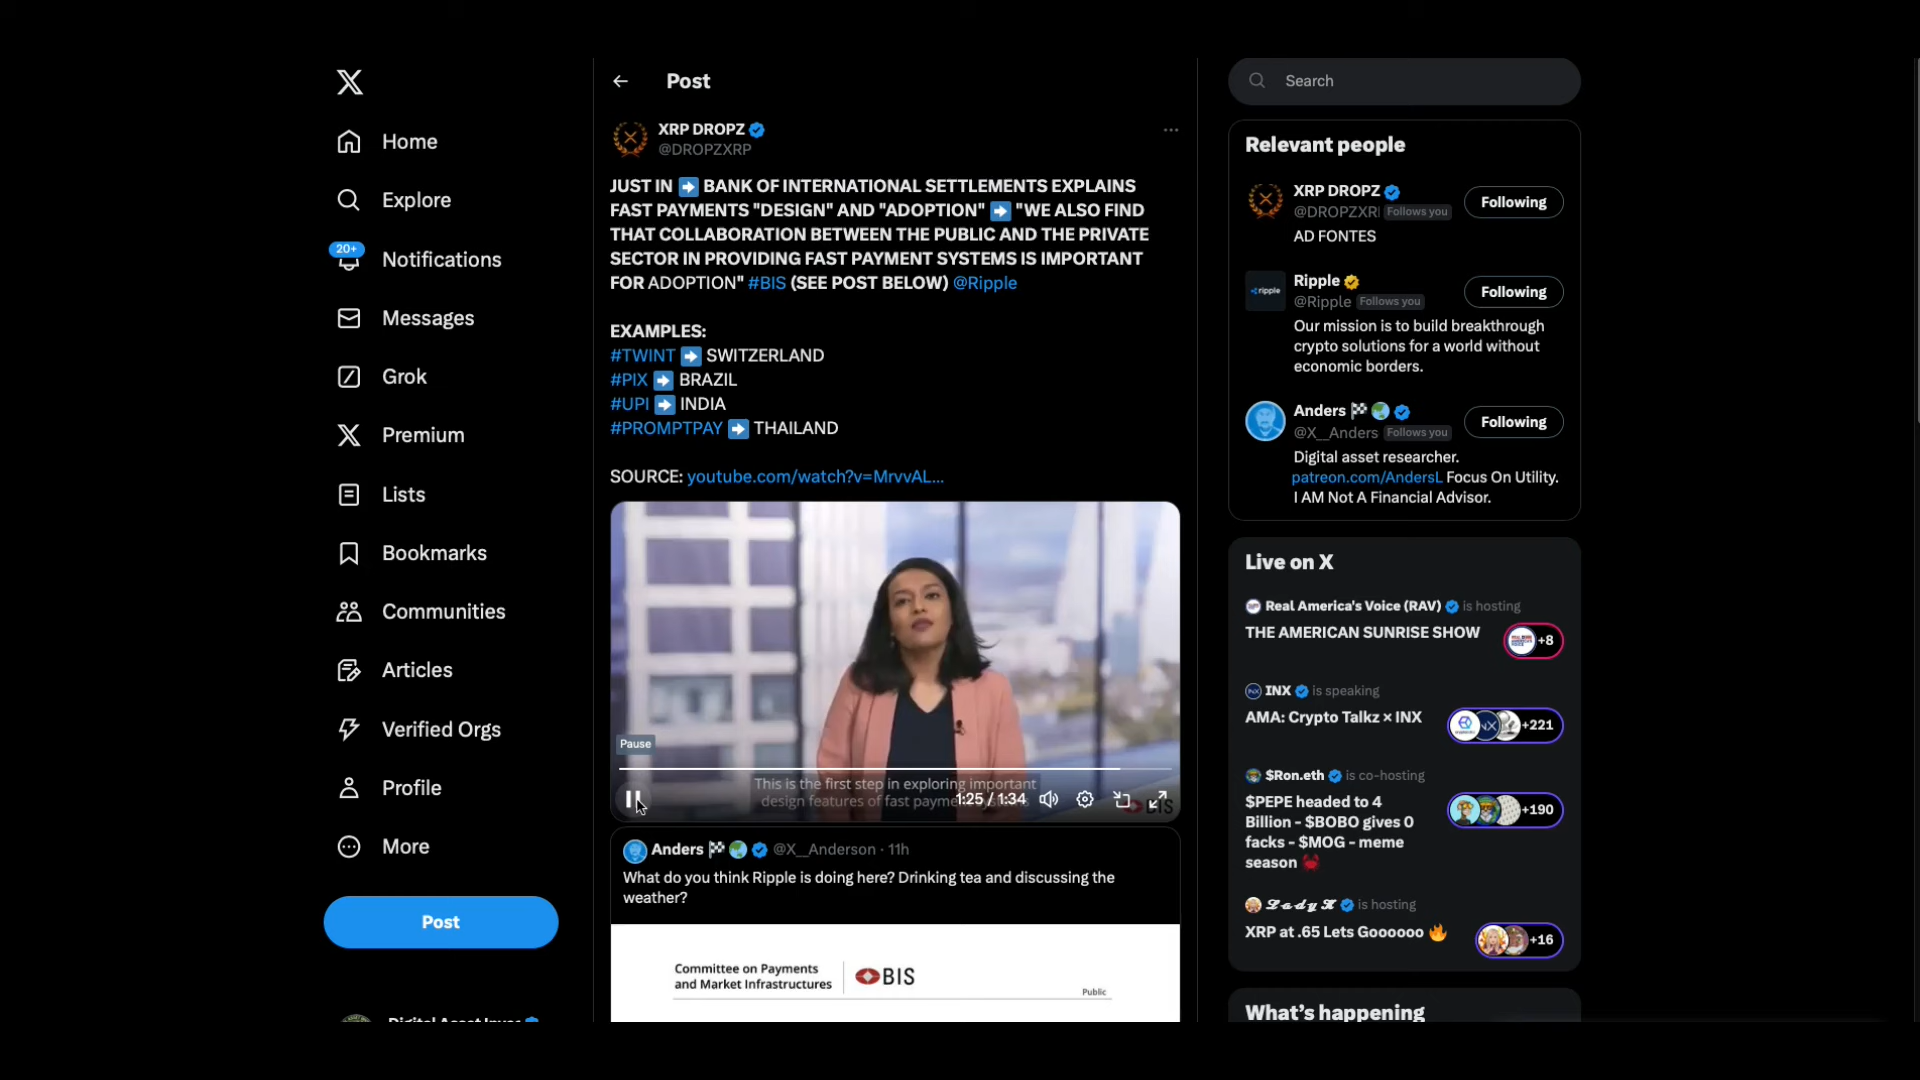 Home
Explore
20+
Notifications
Messages
Grok
Premium
Lists
Bookmarks
Communities
Articles
Verified Orgs
Profile
More
Post
Post
XRP DROPZ
@DROPZXRP
JUST IN ➡️ BANK OF INTERNATIONAL SETTLEMENTS EXPLAINS
FAST PAYMENTS "DESIGN" AND "ADOPTION" ➡️ "WE ALSO FIND
THAT COLLABORATION BETWEEN THE PUBLIC AND THE PRIVATE
SECTOR IN PROVIDING FAST PAYMENT SYSTEMS IS IMPORTANT
FOR ADOPTION" #BIS (SEE POST BELOW) @Ripple
EXAMPLES:
#TWINT ➡️ SWITZERLAND
#PIX ➡️ BRAZIL
#UPI ➡️ INDIA
#PROMPTPAY ➡️ THAILAND
SOURCE: youtube.com/watch?v=MrvvAL...
Pause
This is the first step in exploring important
design features of fast payme
1:25 / 1:34
BIS
Anders @X__Anderson · 11h
What do you think Ripple is doing here? Drinking tea and discussing the
weather?
Committee on Payments
and Market Infrastructures
BIS
Public
Search
Relevant people
XRP DROPZ
@DROPZXRI Follows you
Following
AD FONTES
ripple
Ripple
@Ripple Follows you
Following
Our mission is to build breakthrough
crypto solutions for a world without
economic borders.
Anders
@X__Anders Follows you
Following
Digital asset researcher.
patreon.com/AndersL Focus On Utility.
I AM Not A Financial Advisor.
Live on X
Real America's Voice (RAV) is hosting
THE AMERICAN SUNRISE SHOW
+8
INX is speaking
AMA: Crypto Talkz × INX
+221
$Ron.eth is co-hosting
$PEPE headed to 4
Billion - $BOBO gives 0
facks - $MOG - meme
season 🦀
+190
𝓛𝓪𝓭𝔂 𝓧 is hosting
XRP at .65 Lets Goooooo 🔥
+16
What's happening